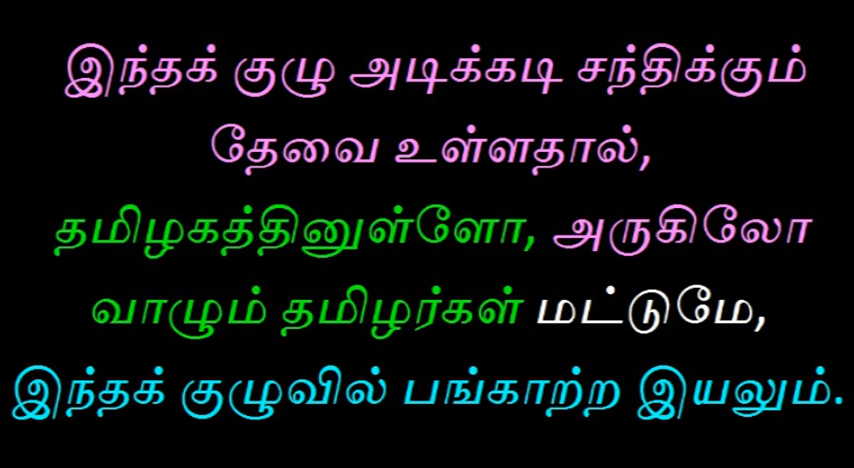 இந்தக் குழு அடிக்கடி சந்திக்கும்
தேவை உள்ளதால்,
தமிழகத்தினுள்ளோ, அருகிலோ
வாழும் தமிழர்கள் மட்டுமே,
இந்தக் குழுவில் பங்காற்ற இயலும்.